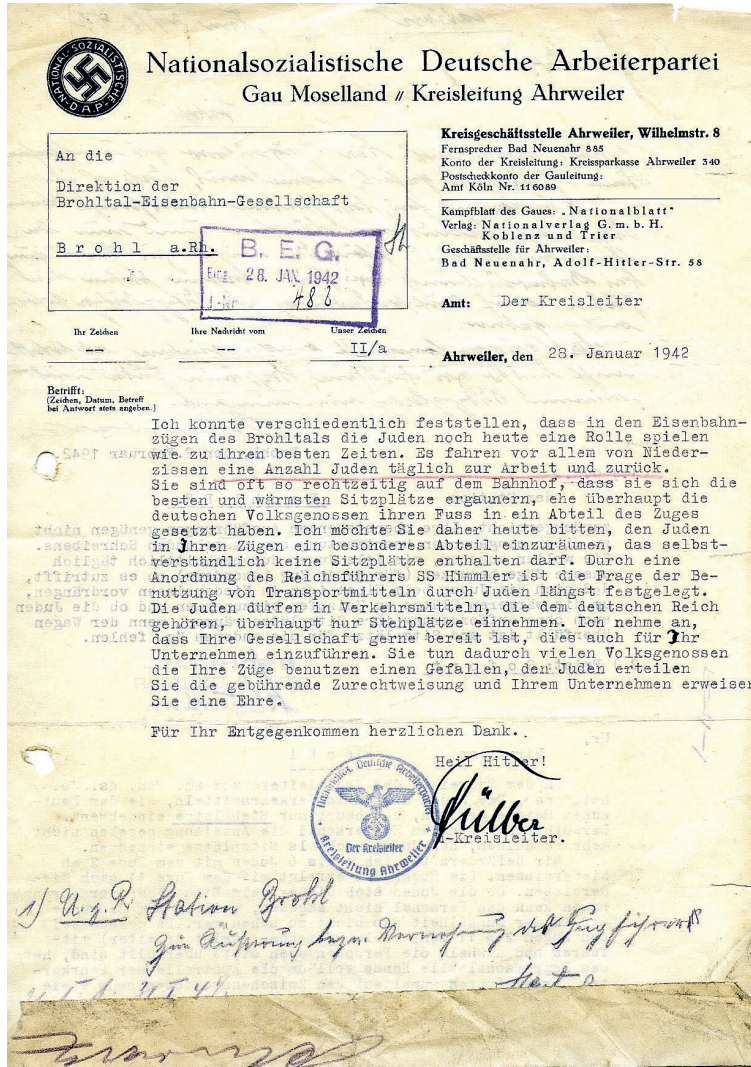 NATIONAL-SOZIALISTISCHE D.A.P.
Nationalsozialistische Deutsche Arbeiterpartei
Gau Moselland // Kreisleitung Ahrweiler
An die
Direktion der
Brohltal-Eisenbahn-Gesellschaft
Brohl a.Rh.
B. E. G.
28. JAN. 1942
488
Kreisgeschäftsstelle Ahrweiler, Wilhelmstr. 8
Fernsprecher Bad Neuenahr 885
Konto der Kreisleitung: Kreissparkasse Ahrweiler 340
Postscheckkonto der Gauleitung:
Amt Köln Nr. 116089
Kampfblatt des Gaues: „Nationalblatt"
Verlag: Nationalverlag G. m. b. H.
Koblenz und Trier
Geschäftsstelle für Ahrweiler:
Bad Neuenahr, Adolf-Hitler-Str. 58
Amt: Der Kreisleiter
Ihr Zeichen Ihre Nachricht vom Unser Zeichen
-- -- II/a
Ahrweiler, den 28. Januar 1942
Betrifft:
(Zeichen, Datum, Betreff
bei Antwort stets angeben.)
Ich konnte verschiedentlich feststellen, dass in den Eisenbahn-
zügen des Brohltals die Juden noch heute eine Rolle spielen
wie zu ihren besten Zeiten. Es fahren vor allem von Nieder-
zissen eine Anzahl Juden täglich zur Arbeit und zurück.
Sie sind oft so rechtzeitig auf dem Bahnhof, dass sie sich die
besten und wärmsten Sitzplätze ergaunern, ehe überhaupt die
deutschen Volksgenossen ihren Fuss in ein Abteil des Zuges
gesetzt haben. Ich möchte Sie daher heute bitten, den Juden
in Ihren Zügen ein besonderes Abteil einzuräumen, das selbst-
verständlich keine Sitzplätze enthalten darf. Durch eine
Anordnung des Reichsführers SS Himmler ist die Frage der Be-
nutzung von Transportmitteln durch Juden längst festgelegt.
Die Juden dürfen in Verkehrsmitteln, die dem deutschen Reich
gehören, überhaupt nur Stehplätze einnehmen. Ich nehme an,
dass Ihre Gesellschaft gerne bereit ist, dies auch für Ihr
Unternehmen einzuführen. Sie tun dadurch vielen Volksgenossen
die Ihre Züge benutzen einen Gefallen, den Juden erteilen
Sie die gebührende Zurechtweisung und Ihrem Unternehmen erweisen
Sie eine Ehre.
Für Ihr Entgegenkommen herzlichen Dank.
Heil Hitler!
Nationalsoz. Deutsche Arbeiterpartei
Der Kreisleiter
Kreisleitung Ahrweiler
-Kreisleiter.
1) U. g. R. Station Brohl
zur Äußerung bezw. Vernehmung des Zugführers